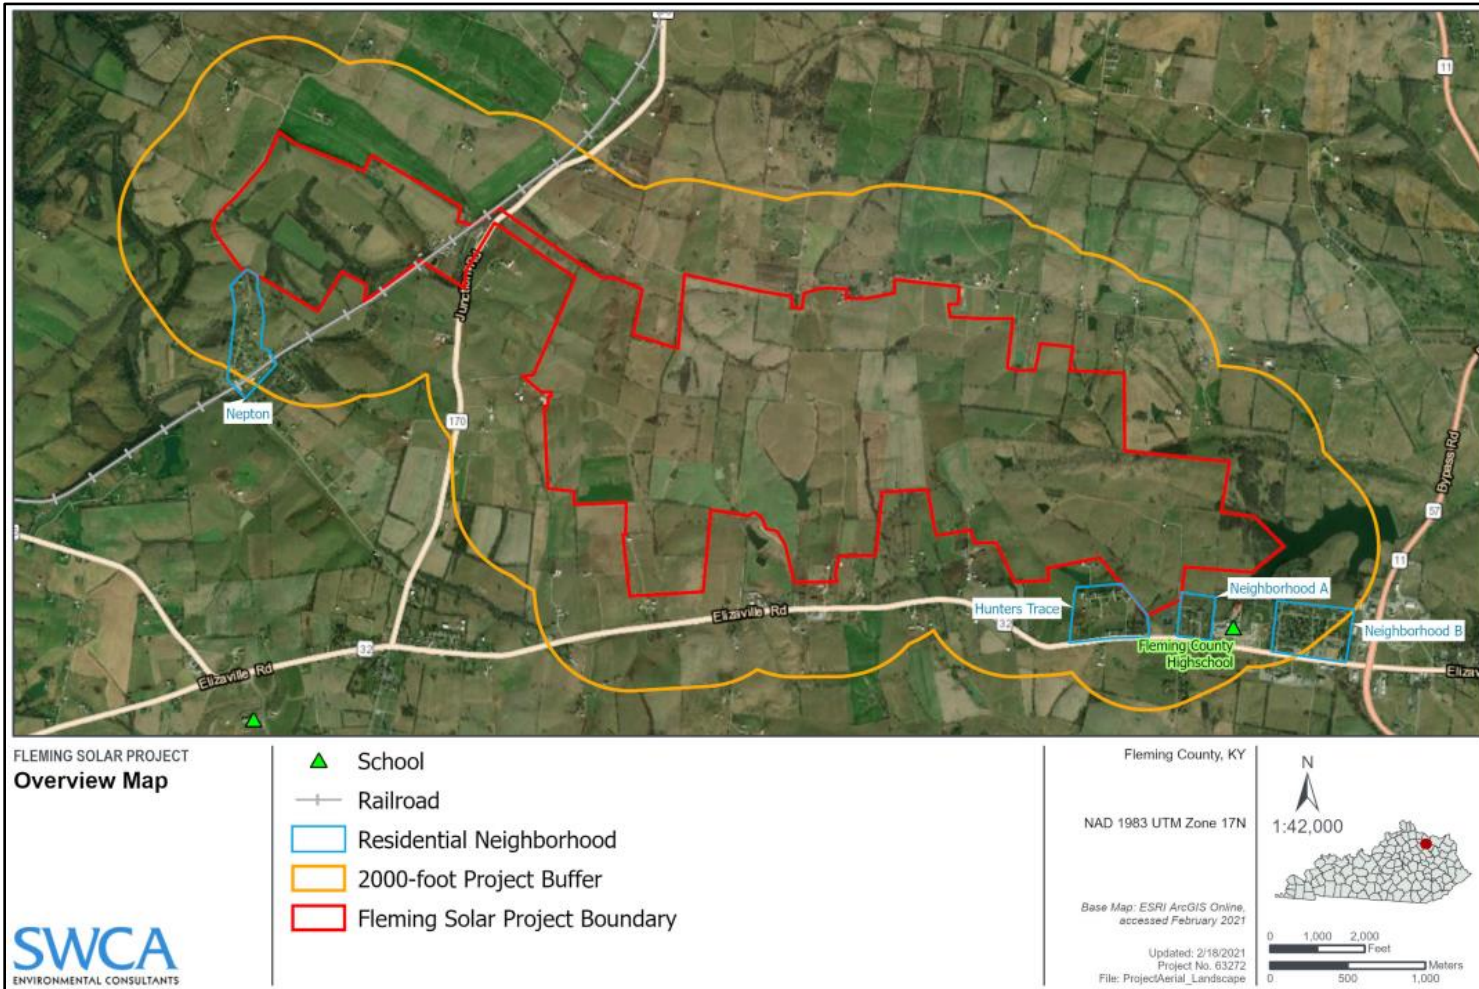 11
Junction Rd
Nepton
170
Bypass Rd
57
11
Elizaville Rd
Hunters Trace
32
Neighborhood A
Neighborhood B
Fleming County
Highschool
32
Elizaville Rd
FLEMING SOLAR PROJECT
Overview Map
School
Railroad
Residential Neighborhood
2000-foot Project Buffer
Fleming Solar Project Boundary
SWCA
ENVIRONMENTAL CONSULTANTS
Fleming County, KY
NAD 1983 UTM Zone 17N
Base Map: ESRI ArcGIS Online,
accessed February 2021
Updated: 2/18/2021
Project No. 63272
File: ProjectAerial_Landscape
N
1:42,000
0 1,000 2,000
Feet
Meters
0 500 1,000